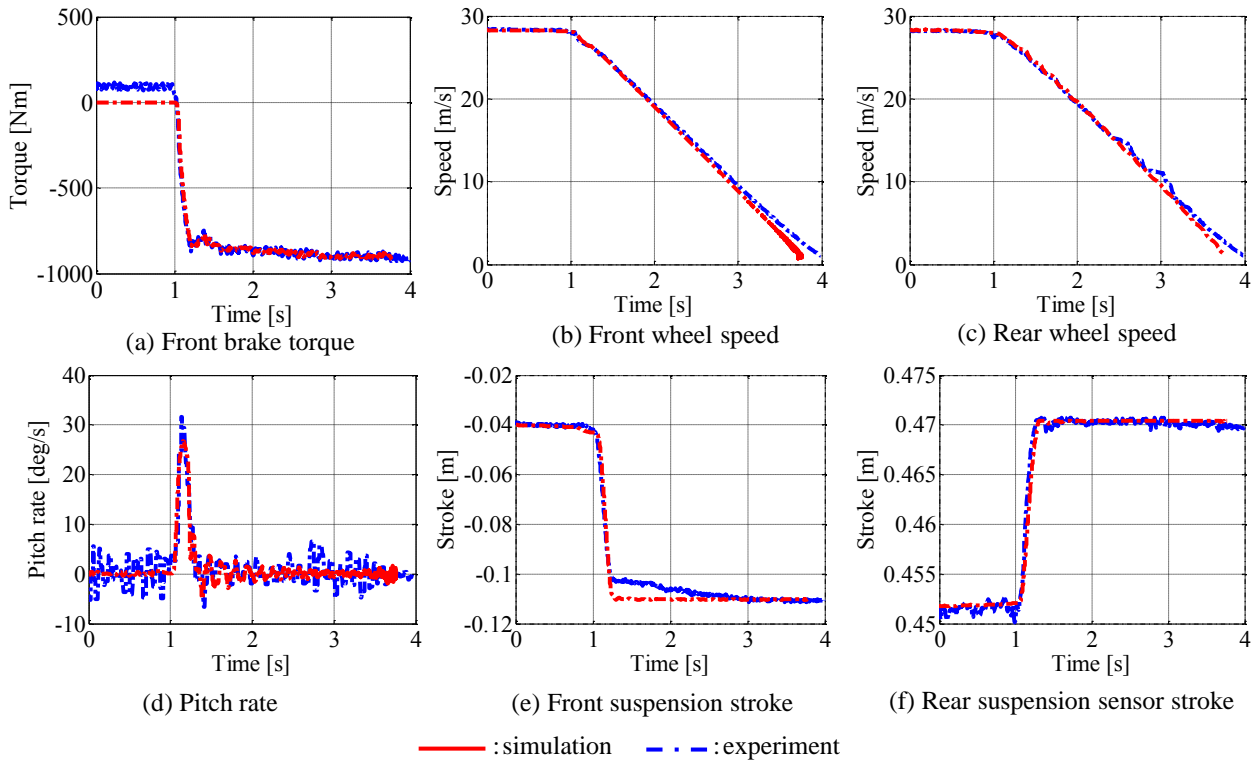 Torque [Nm]
0
-500
-1000
0 1 2 3 4
Time [s]
(a) Front brake torque
Speed [m/s]
30
20
10
0
0 1 2 3 4
Time [s]
(b) Front wheel speed
Speed [m/s]
30
20
10
0
0 1 2 3 4
Time [s]
(c) Rear wheel speed
Pitch rate [deg/s]
40
30
20
10
0
-10
0 1 2 3 4
Time [s]
(d) Pitch rate
Stroke [m]
-0.02
-0.04
-0.06
-0.08
-0.1
-0.12
0 1 2 3 4
Time [s]
(e) Front suspension stroke
Stroke [m]
0.475
0.47
0.465
0.46
0.455
0.45
0 1 2 3 4
Time [s]
(f) Rear suspension sensor stroke
: simulation : experiment